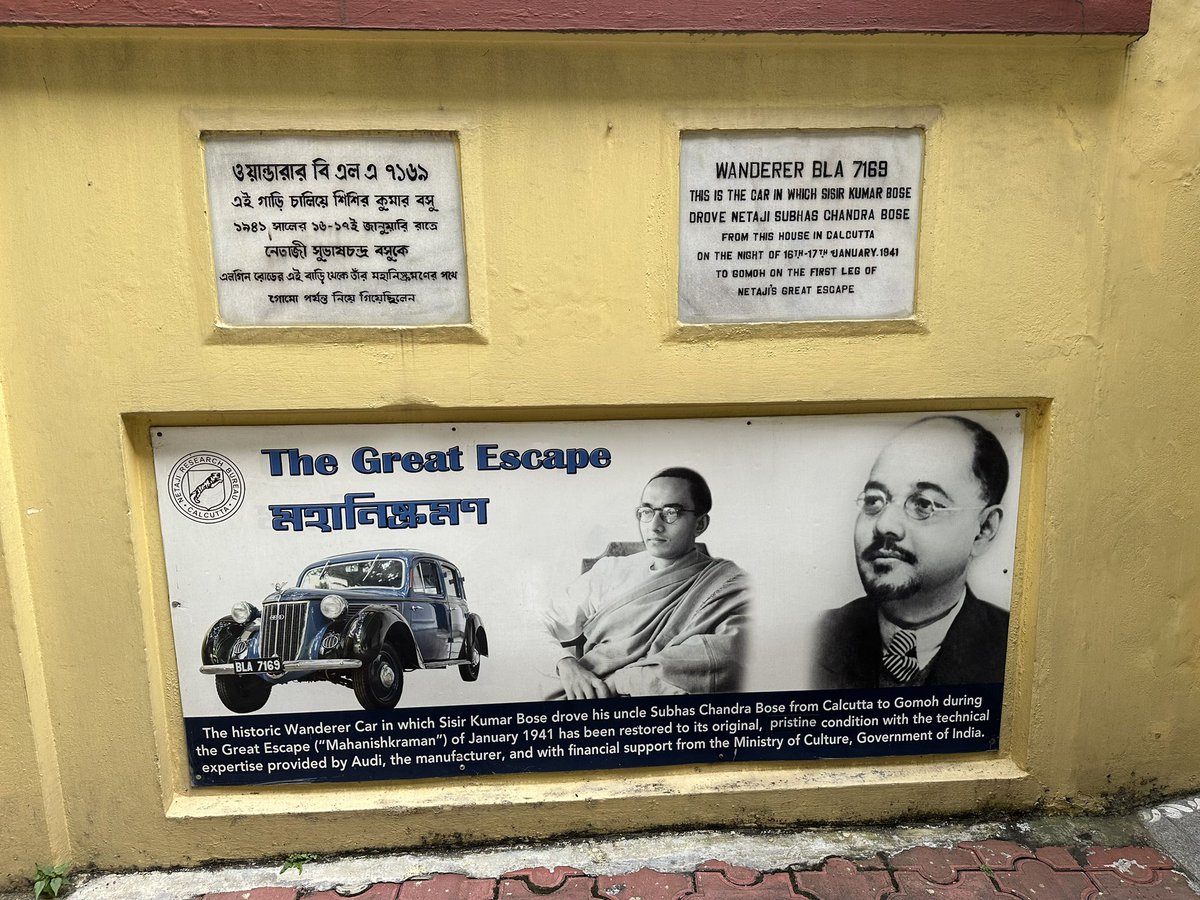 ওয়ান্ডারার বি এল এ ৭১৬৯
এই গাড়ি চালিয়ে শিশির কুমার বসু
১৯৪১ সালের ১৬-১৭ই জানুয়ারি রাতে
নেতাজী সুভাষচন্দ্র বসুকে
এলগিন রোডের এই বাড়ি থেকে তাঁর মহানিষ্ক্রমণের পথে
গোমো পর্যন্ত নিয়ে গিয়েছিলেন
WANDERER BLA 7169
THIS IS THE CAR IN WHICH SISIR KUMAR BOSE
DROVE NETAJI SUBHAS CHANDRA BOSE
FROM THIS HOUSE IN CALCUTTA
ON THE NIGHT OF 16TH-17TH JANUARY.1941
TO GOMOH ON THE FIRST LEG OF
NETAJI'S GREAT ESCAPE
NETAJI RESEARCH BUREAU
CALCUTTA
The Great Escape
মহানিষ্ক্রমণ
BLA 7169
The historic Wanderer Car in which Sisir Kumar Bose drove his uncle Subhas Chandra Bose from Calcutta to Gomoh during
the Great Escape ("Mahanishkraman") of January 1941 has been restored to its original, pristine condition with the technical
expertise provided by Audi, the manufacturer, and with financial support from the Ministry of Culture, Government of India.